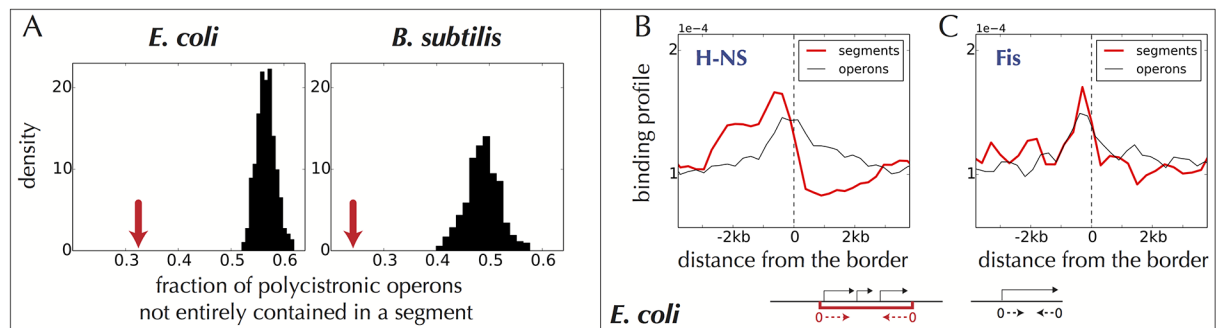 A
E. coli
B. subtilis
density
20
10
0
0.3
0.4
0.5
0.6
20
10
0
0.3
0.4
0.5
0.6
fraction of polycistronic operons
not entirely contained in a segment
B
1e−4
H-NS
segments
operons
binding profile
2
1
-2kb
0
2kb
distance from the border
C
1e−4
Fis
segments
operons
2
1
-2kb
0
2kb
distance from the border
E. coli
0
0
0
0